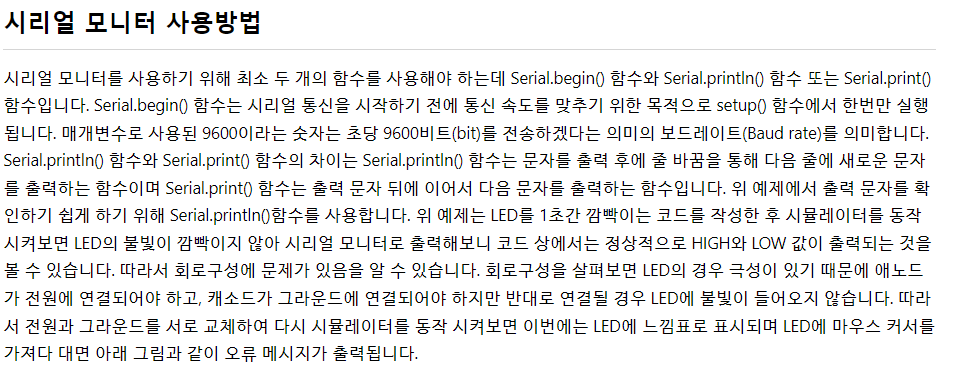 시리얼 모니터 사용방법
시리얼 모니터를 사용하기 위해 최소 두 개의 함수를 사용해야 하는데 Serial.begin() 함수와 Serial.println() 함수 또는 Serial.print()
함수입니다. Serial.begin() 함수는 시리얼 통신을 시작하기 전에 통신 속도를 맞추기 위한 목적으로 setup() 함수에서 한번만 실행
됩니다. 매개변수로 사용된 9600이라는 숫자는 초당 9600비트(bit)를 전송하겠다는 의미의 보드레이트(Baud rate)를 의미합니다.
Serial.println() 함수와 Serial.print() 함수의 차이는 Serial.println() 함수는 문자를 출력 후에 줄 바꿈을 통해 다음 줄에 새로운 문자
를 출력하는 함수이며 Serial.print() 함수는 출력 문자 뒤에 이어서 다음 문자를 출력하는 함수입니다. 위 예제에서 출력 문자를 확
인하기 쉽게 하기 위해 Serial.println()함수를 사용합니다. 위 예제는 LED를 1초간 깜빡이는 코드를 작성한 후 시뮬레이터를 동작
시켜보면 LED의 불빛이 깜빡이지 않아 시리얼 모니터로 출력해보니 코드 상에서는 정상적으로 HIGH와 LOW 값이 출력되는 것을
볼 수 있습니다. 따라서 회로구성에 문제가 있음을 알 수 있습니다. 회로구성을 살펴보면 LED의 경우 극성이 있기 때문에 애노드
가 전원에 연결되어야 하고, 캐소드가 그라운드에 연결되어야 하지만 반대로 연결될 경우 LED에 불빛이 들어오지 않습니다. 따라
서 전원과 그라운드를 서로 교체하여 다시 시뮬레이터를 동작 시켜보면 이번에는 LED에 느낌표로 표시되며 LED에 마우스 커서를
가져다 대면 아래 그림과 같이 오류 메시지가 출력됩니다.